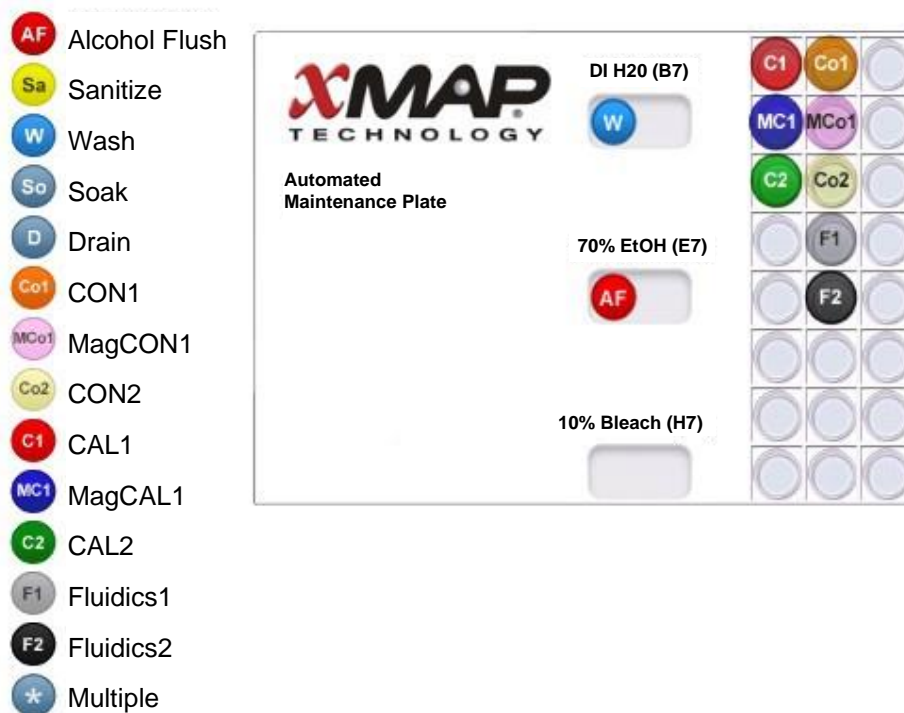 AF Alcohol Flush
Sa Sanitize
W Wash
So Soak
D Drain
Co1 CON1
MCo1 MagCON1
Co2 CON2
C1 CAL1
MC1 MagCAL1
C2 CAL2
F1 Fluidics1
F2 Fluidics2
* Multiple
xMAP
TECHNOLOGY
Automated
Maintenance Plate
DI H20 (B7)
W
70% EtOH (E7)
AF
10% Bleach (H7)
C1 Co1
MC1 MCo1
C2 Co2
F1
F2